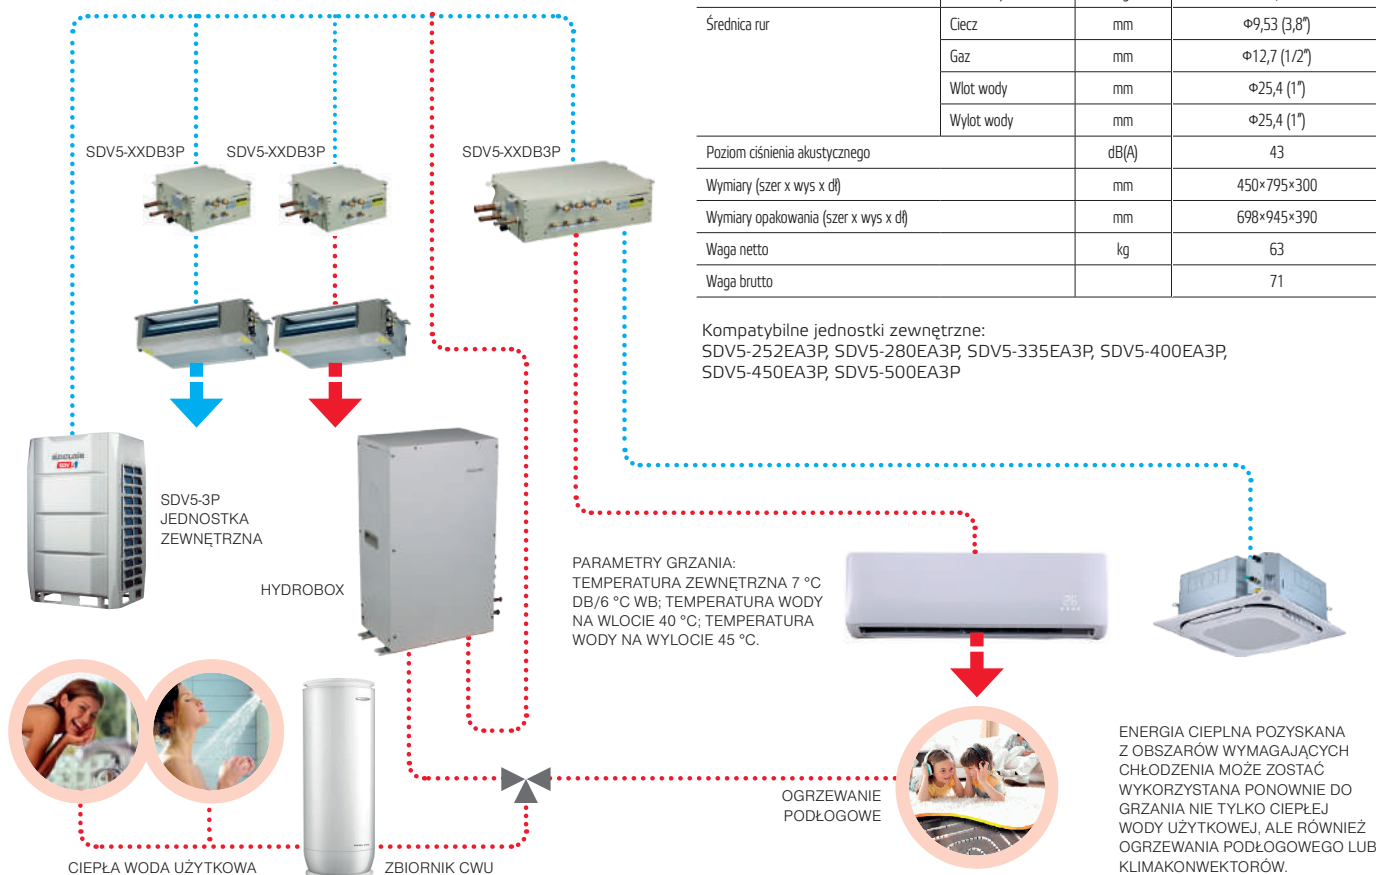 Średnica rur Ciecz mm Φ9,53 (3,8")
Gaz mm Φ12,7 (1/2")
Wlot wody mm Φ25,4 (1")
Wylot wody mm Φ25,4 (1")
Poziom ciśnienia akustycznego dB(A) 43
Wymiary (szer x wys x dł) mm 450×795×300
Wymiary opakowania (szer x wys x dł) mm 698×945×390
Waga netto kg 63
Waga brutto 71
Kompatybilne jednostki zewnętrzne:
SDV5-252EA3P, SDV5-280EA3P, SDV5-335EA3P, SDV5-400EA3P,
SDV5-450EA3P, SDV5-500EA3P
SDV5-XXDB3P SDV5-XXDB3P SDV5-XXDB3P
SDV5-3P
JEDNOSTKA
ZEWNĘTRZNA
HYDROBOX
PARAMETRY GRZANIA:
TEMPERATURA ZEWNĘTRZNA 7 °C
DB/6 °C WB; TEMPERATURA WODY
NA WLOCIE 40 °C; TEMPERATURA
WODY NA WYLOCIE 45 °C.
26
OGRZEWANIE
PODŁOGOWE
ENERGIA CIEPLNA POZYSKANA
Z OBSZARÓW WYMAGAJĄCYCH
CHŁODZENIA MOŻE ZOSTAĆ
WYKORZYSTANA PONOWNIE DO
GRZANIA NIE TYLKO CIEPŁEJ
WODY UŻYTKOWEJ, ALE RÓWNIEŻ
OGRZEWANIA PODŁOGOWEGO LUB
KLIMAKONWEKTORÓW.
CIEPŁA WODA UŻYTKOWA
ZBIORNIK CWU